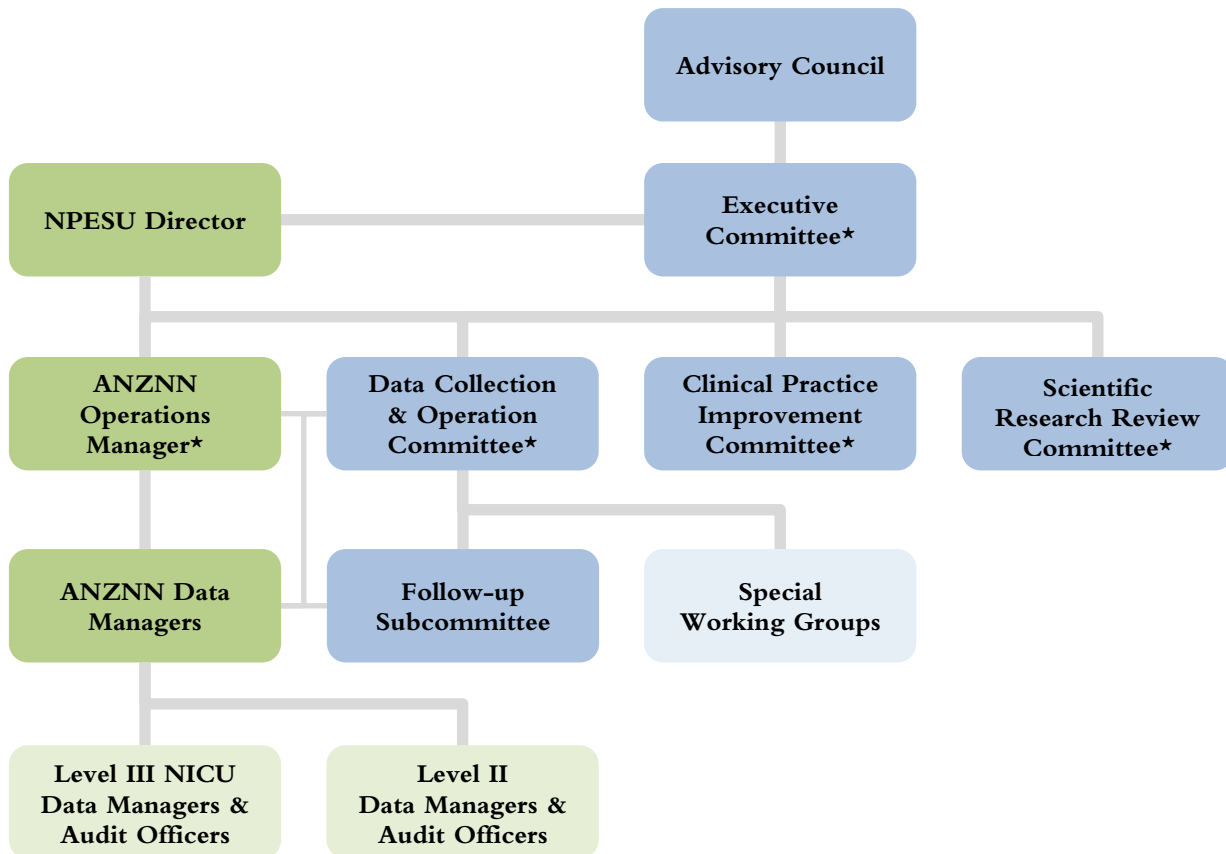 Advisory Council
NPESU Director
Executive
Committee★
ANZNN
Operations
Manager★
Data Collection
& Operation
Committee★
Clinical Practice
Improvement
Committee★
Scientific
Research Review
Committee★
ANZNN Data
Managers
Follow-up
Subcommittee
Special
Working Groups
Level III NICU
Data Managers &
Audit Officers
Level II
Data Managers &
Audit Officers